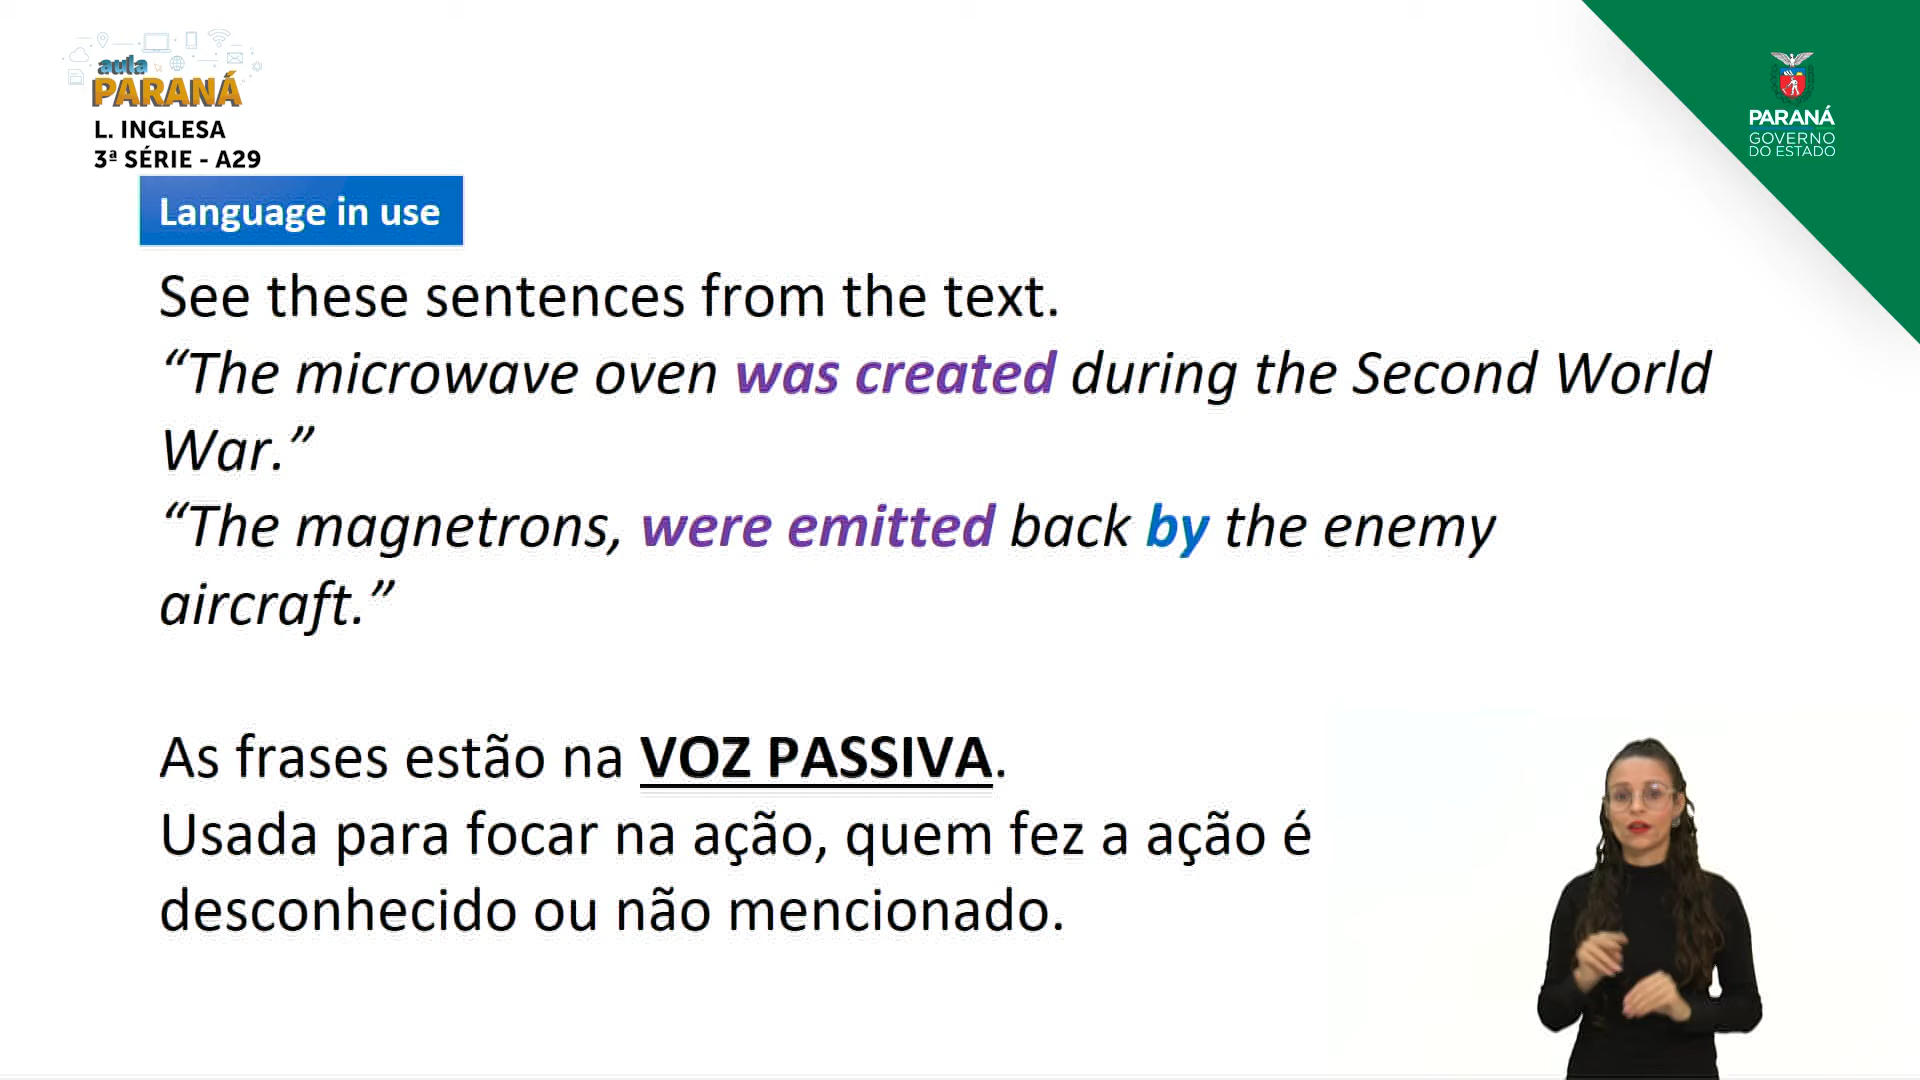 aula
PARANÁ
L. INGLESA
3ª SÉRIE - A29
PARANÁ
GOVERNO
DO ESTADO
Language in use
See these sentences from the text.
“The microwave oven was created during the Second World
War.”
“The magnetrons, were emitted back by the enemy
aircraft.”
As frases estão na VOZ PASSIVA.
Usada para focar na ação, quem fez a ação é
desconhecido ou não mencionado.